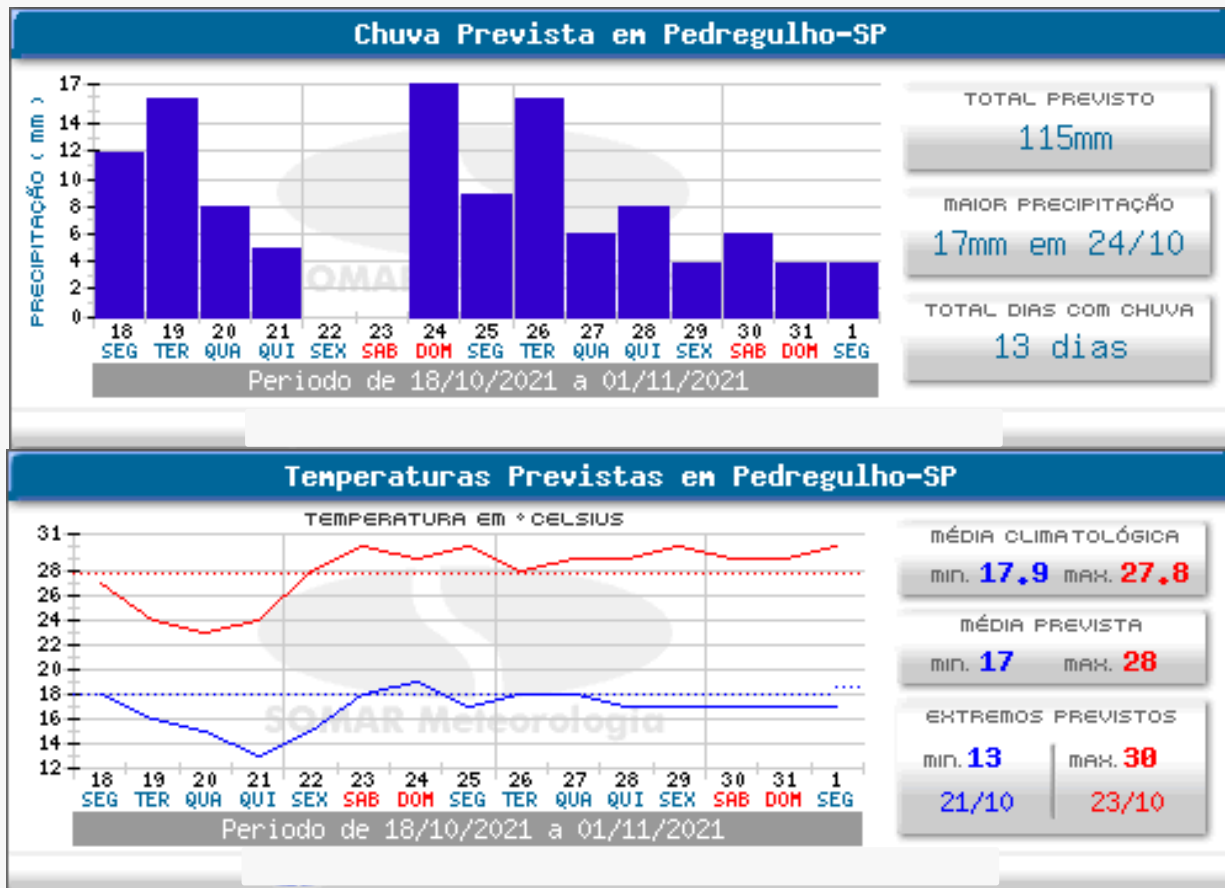 Chuva Prevista em Pedregulho-SP
PRECIPITAÇÃO ( mm )
17
14
12
10
8
6
4
2
0
SOMAR
18 19 20 21 22 23 24 25 26 27 28 29 30 31 1
SEG TER QUA QUI SEX SAB DOM SEG TER QUA QUI SEX SAB DOM SEG
Periodo de 18/10/2021 a 01/11/2021
TOTAL PREVISTO
115mm
MAIOR PRECIPITAÇÃO
17mm em 24/10
TOTAL DIAS COM CHUVA
13 dias
Temperaturas Previstas em Pedregulho-SP
TEMPERATURA EM °CELSIUS
31
28
26
24
22
20
18
16
14
12
SOMAR Meteorologia
18 19 20 21 22 23 24 25 26 27 28 29 30 31 1
SEG TER QUA QUI SEX SAB DOM SEG TER QUA QUI SEX SAB DOM SEG
Periodo de 18/10/2021 a 01/11/2021
MÉDIA CLIMATOLÓGICA
min. 17.9 max. 27.8
MÉDIA PREVISTA
min. 17 max. 28
EXTREMOS PREVISTOS
min. 13 max. 30
21/10 23/10